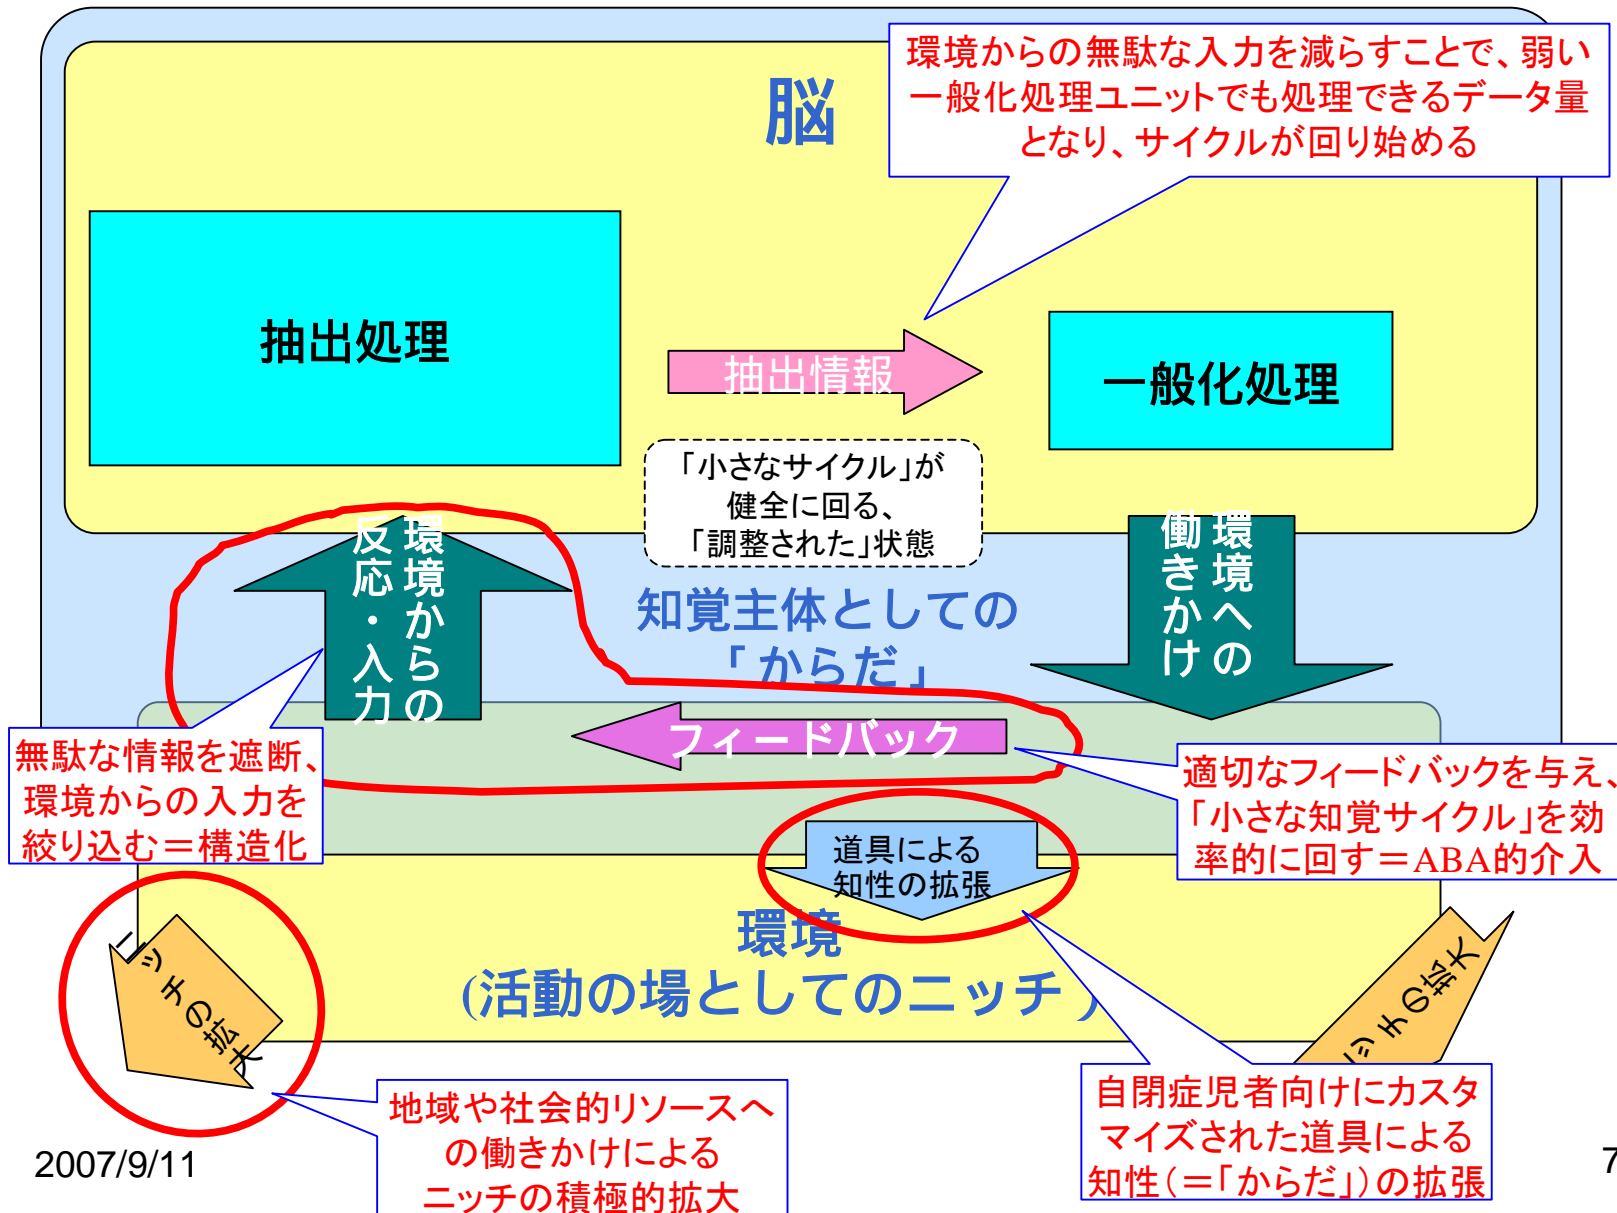 環境からの無駄な入力を減らすことで、弱い
一般化処理ユニットでも処理できるデータ量
となり、サイクルが回り始める
脳
抽出処理
抽出情報
一般化処理
「小さなサイクル」が
健全に回る、
「調整された」状態
環境からの
反応・入力
環境への
働きかけ
知覚主体としての
「からだ」
フィードバック
無駄な情報を遮断、
環境からの入力を
絞り込む＝構造化
適切なフィードバックを与え、
「小さな知覚サイクル」を効
率的に回す＝ABA的介入
道具による
知性の拡張
環境
(活動の場としてのニッチ)
ニッチの拡大
ニッチの拡大
地域や社会的リソースへ
の働きかけによる
ニッチの積極的拡大
自閉症児者向けにカスタ
マイズされた道具による
知性(＝「からだ」)の拡張
2007/9/11
7